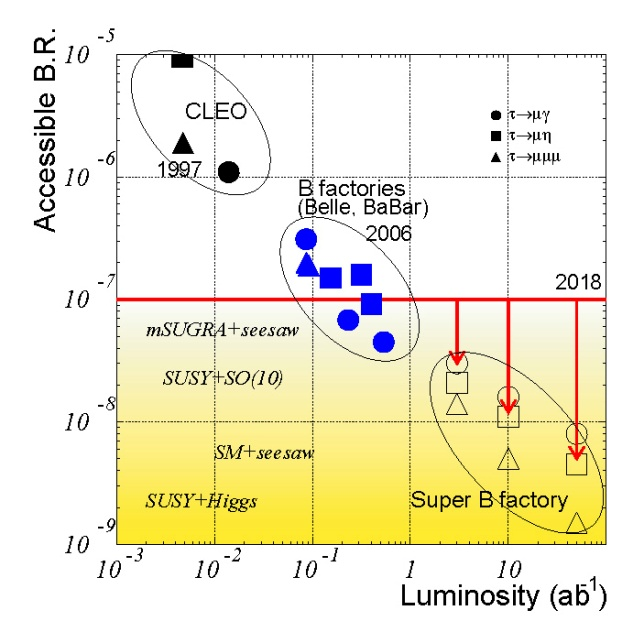 Accessible B.R.
10 -5
10 -6
10 -7
10 -8
10 -9
CLEO
1997
τ→μγ
τ→μη
τ→μμμ
B factories
(Belle, BaBar)
2006
2018
mSUGRA+seesaw
SUSY+SO(10)
SM+seesaw
SUSY+Higgs
Super B factory
10 -3
10 -2
10 -1
1
10
Luminosity (ab-1)